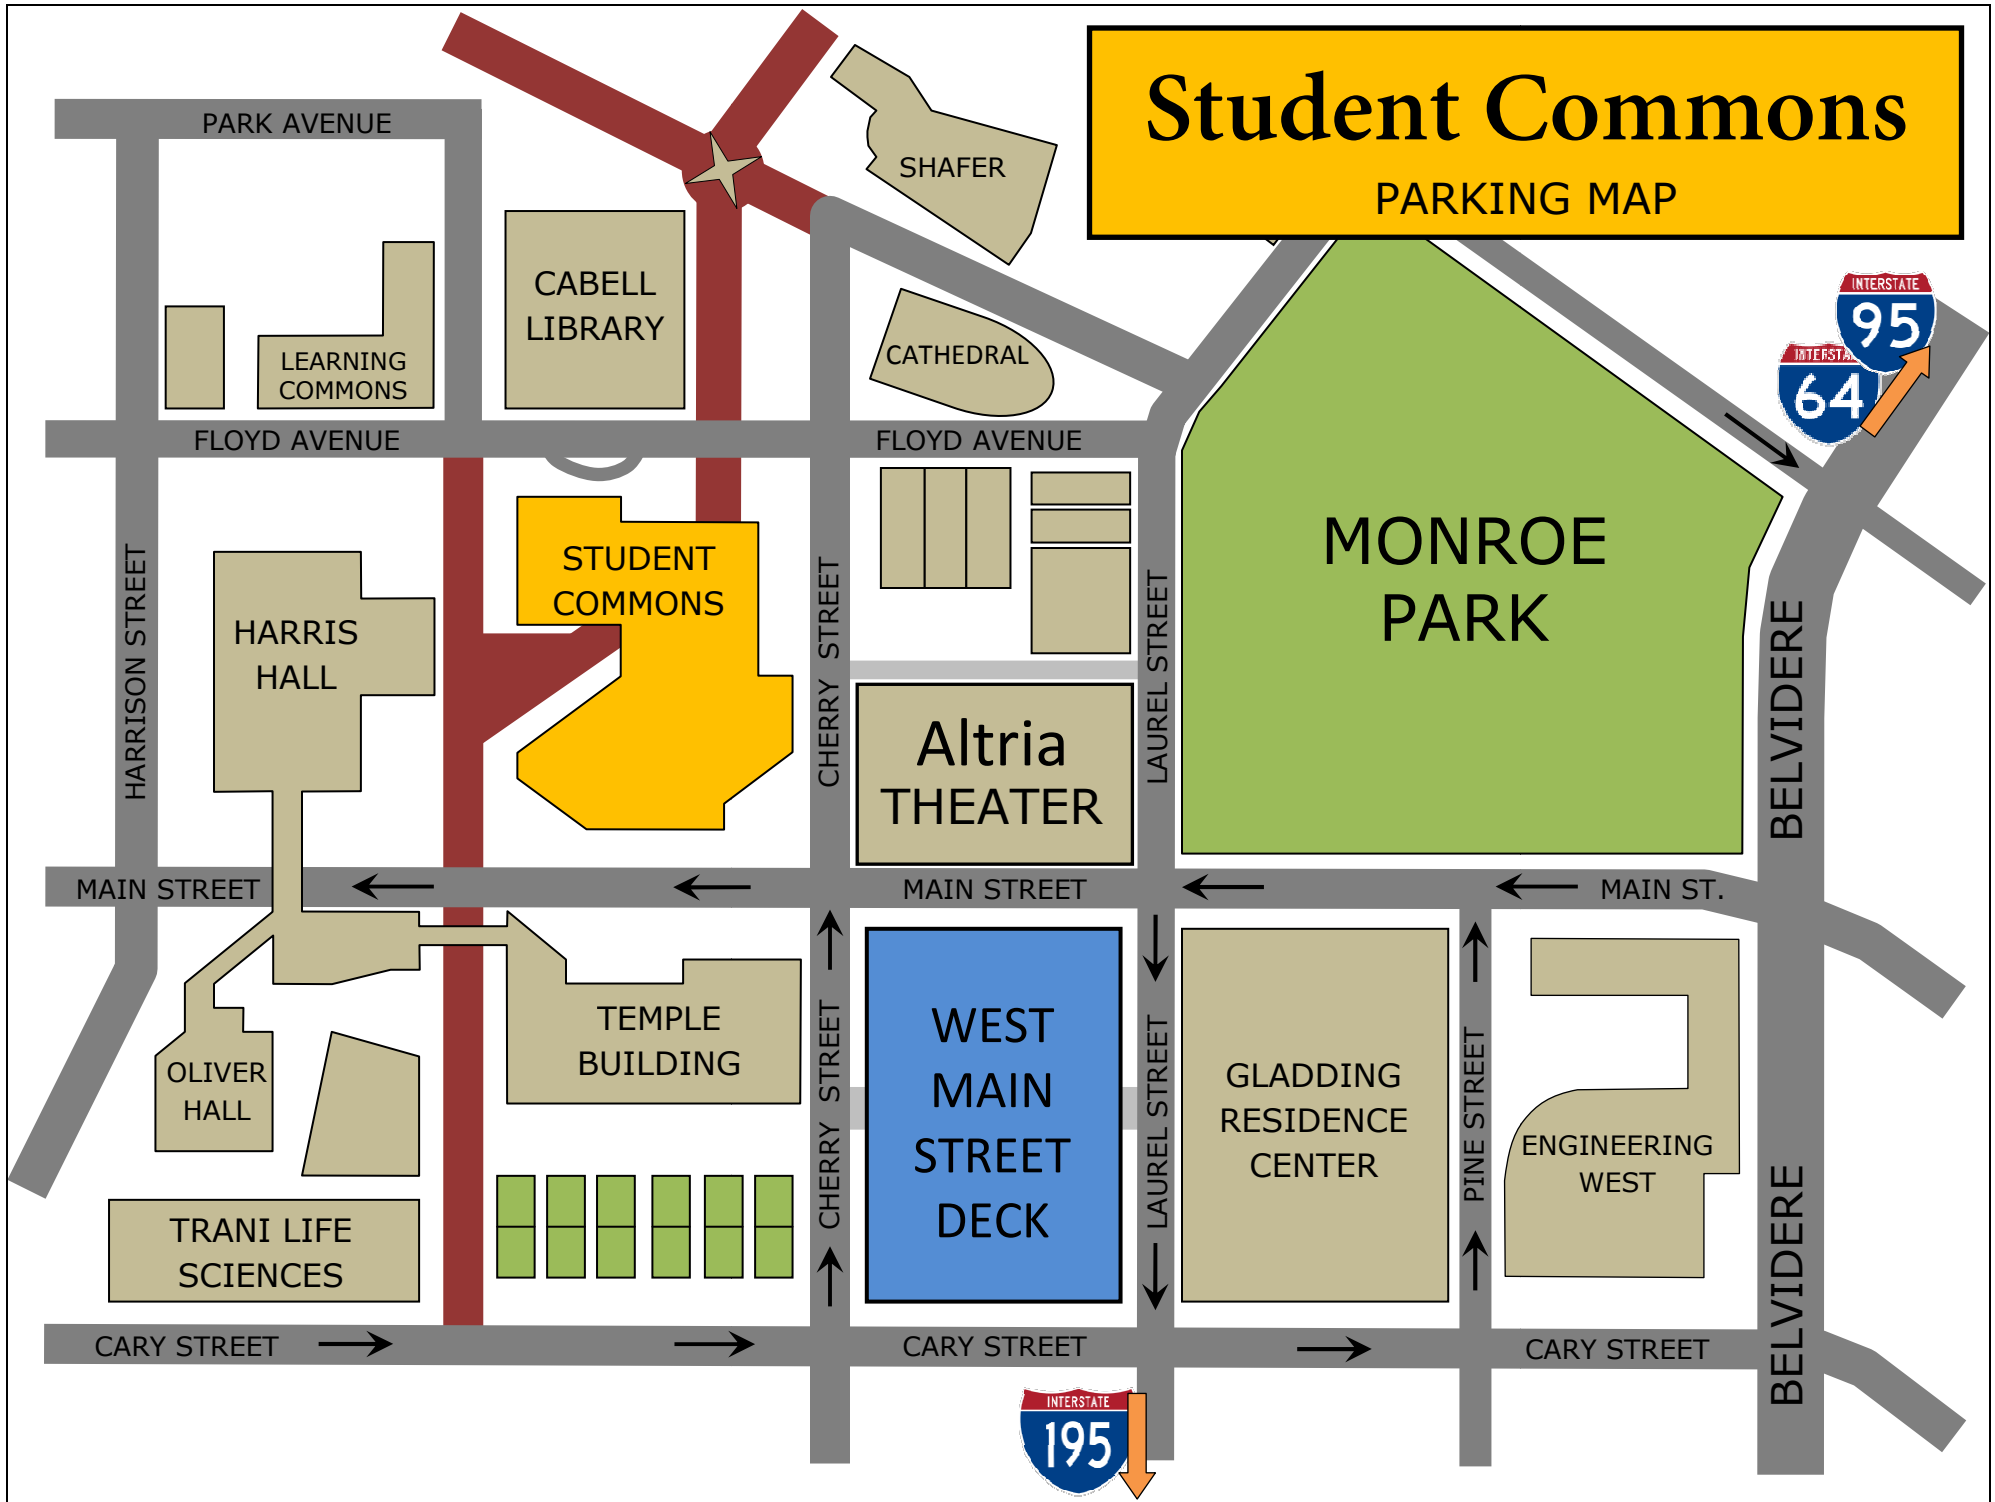 Student Commons
PARKING MAP
PARK AVENUE
SHAFER
CABELL
LIBRARY
INTERSTATE
95
INTERSTA
64
LEARNING
COMMONS
CATHEDRAL
FLOYD AVENUE
FLOYD AVENUE
HARRISON STREET
STUDENT
COMMONS
CHERRY STREET
LAUREL STREET
MONROE
PARK
BELVIDERE
HARRIS
HALL
Altria
THEATER
MAIN STREET
MAIN STREET
MAIN ST.
TEMPLE
BUILDING
CHERRY STREET
WEST
MAIN
STREET
DECK
LAUREL STREET
GLADDING
RESIDENCE
CENTER
PINE STREET
ENGINEERING
WEST
BELVIDERE
OLIVER
HALL
TRANI LIFE
SCIENCES
CARY STREET
CARY STREET
CARY STREET
INTERSTATE
195